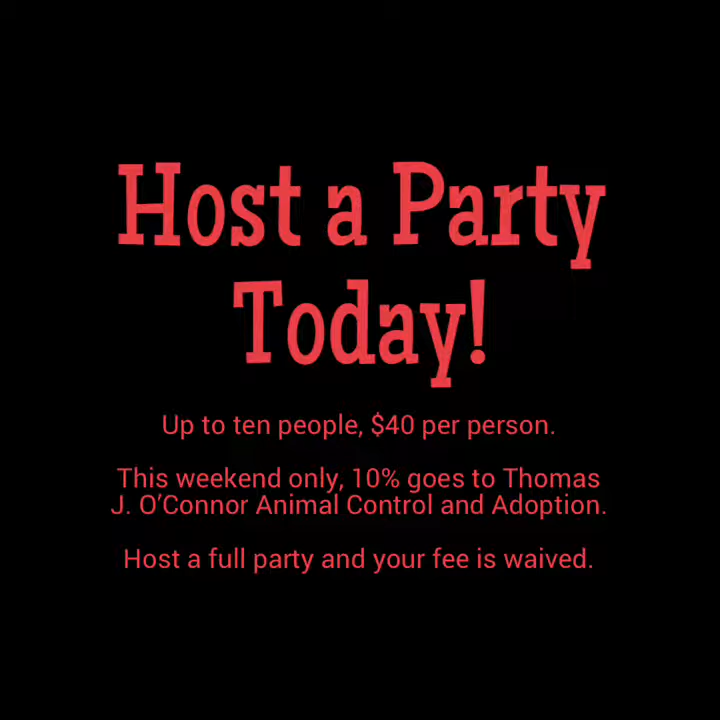 Host a Party
Today!
Up to ten people, $40 per person.
This weekend only, 10% goes to Thomas
J. O’Connor Animal Control and Adoption.
Host a full party and your fee is waived.